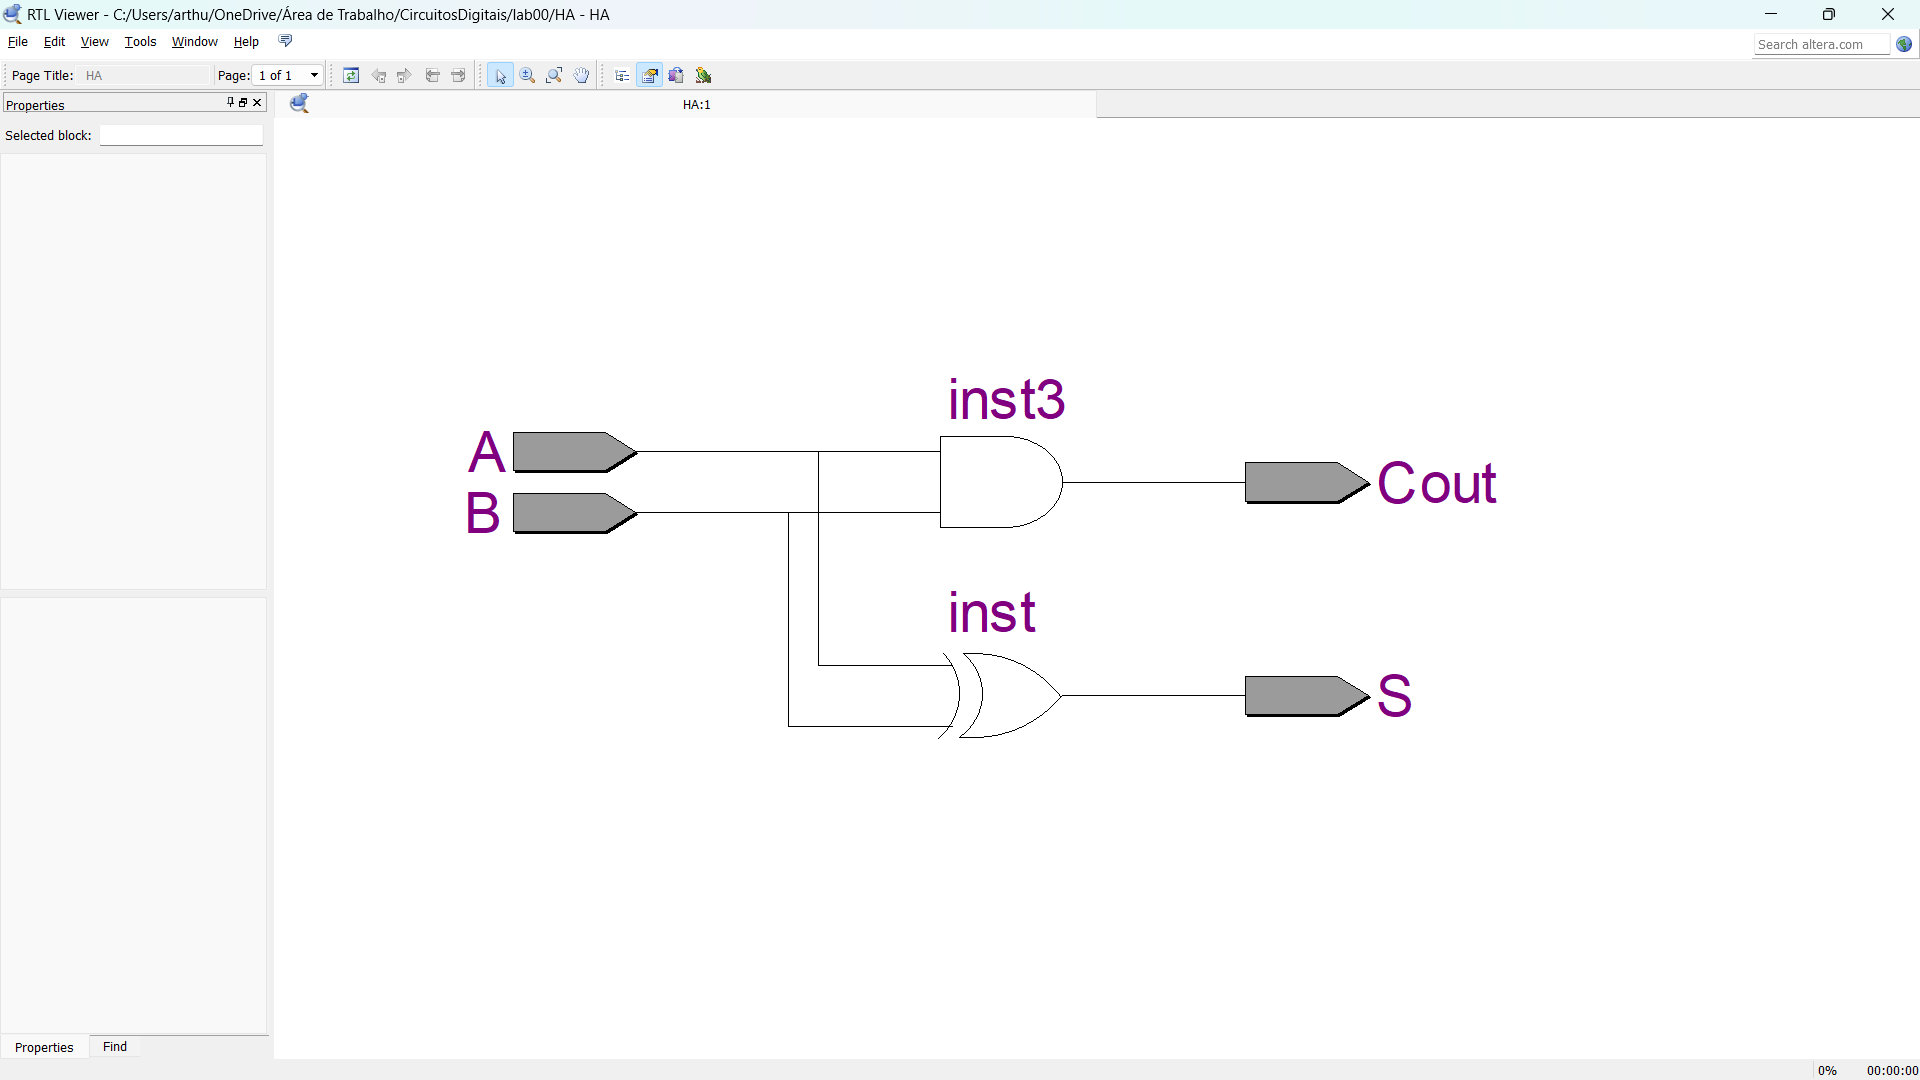 RTL Viewer - C:/Users/arthu/OneDrive/Área de Trabalho/CircuitosDigitais/lab00/HA - HA
File Edit View Tools Window Help
Search altera.com
Page Title: HA Page: 1 of 1
Properties
HA:1
Selected block:
inst3
A
Cout
B
inst
S
Properties Find
0% 00:00:00